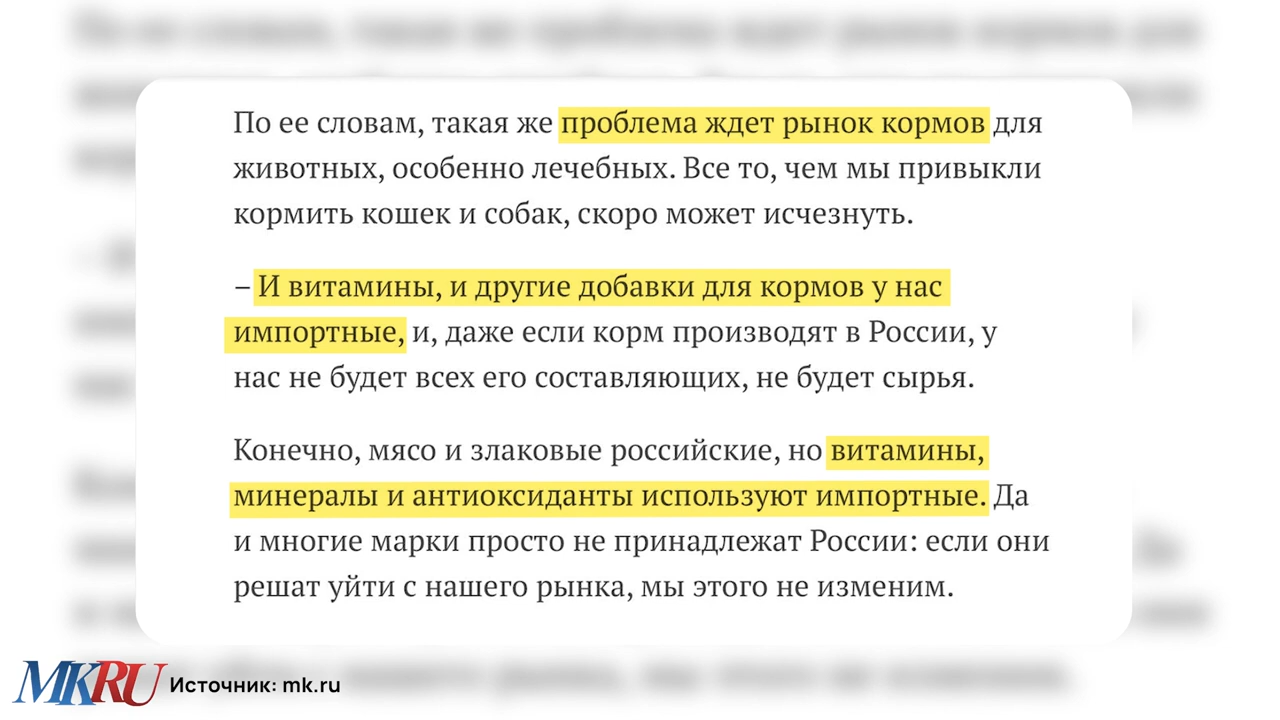 По ее словам, такая же проблема ждет рынок кормов для
животных, особенно лечебных. Все то, чем мы привыкли
кормить кошек и собак, скоро может исчезнуть.
– И витамины, и другие добавки для кормов у нас
импортные, и, даже если корм производят в России, у
нас не будет всех его составляющих, не будет сырья.
Конечно, мясо и злаковые российские, но витамины,
минералы и антиоксиданты используют импортные. Да
и многие марки просто не принадлежат России: если они
решат уйти с нашего рынка, мы этого не изменим.
MKRU Источник: mk.ru